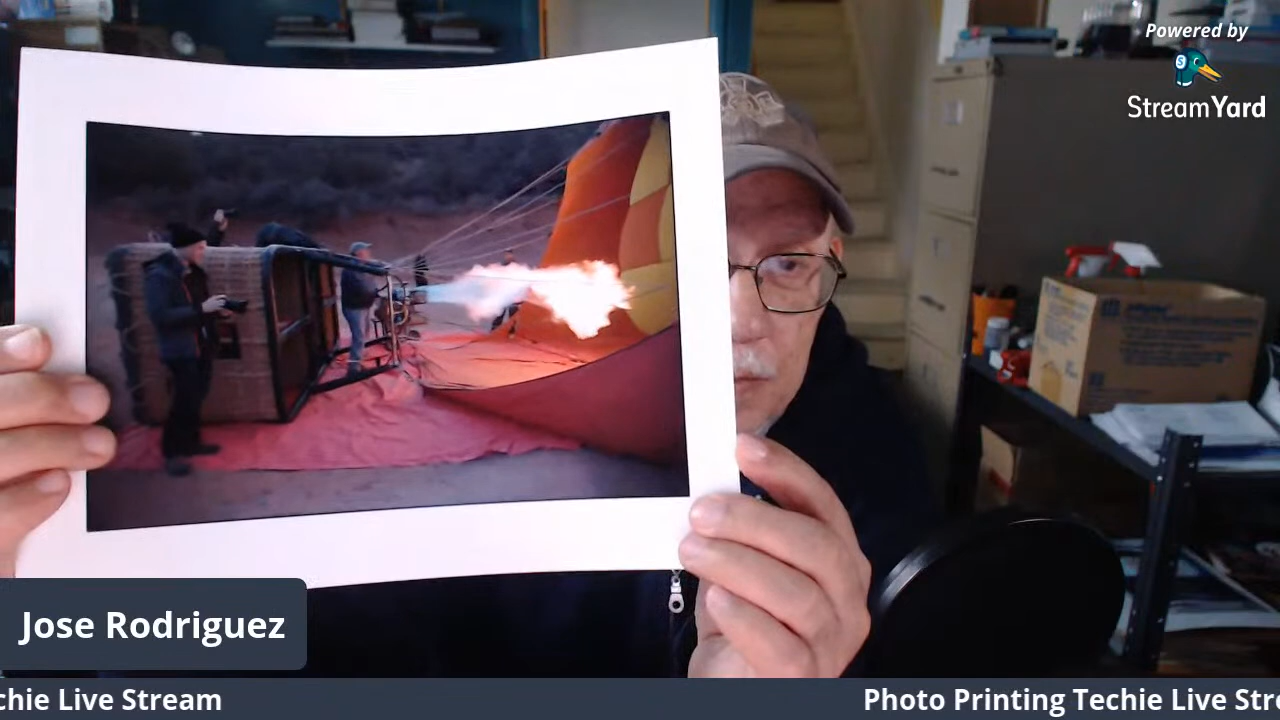 Powered by
StreamYard
Jose Rodriguez
chie Live Stream
Photo Printing Techie Live Stre